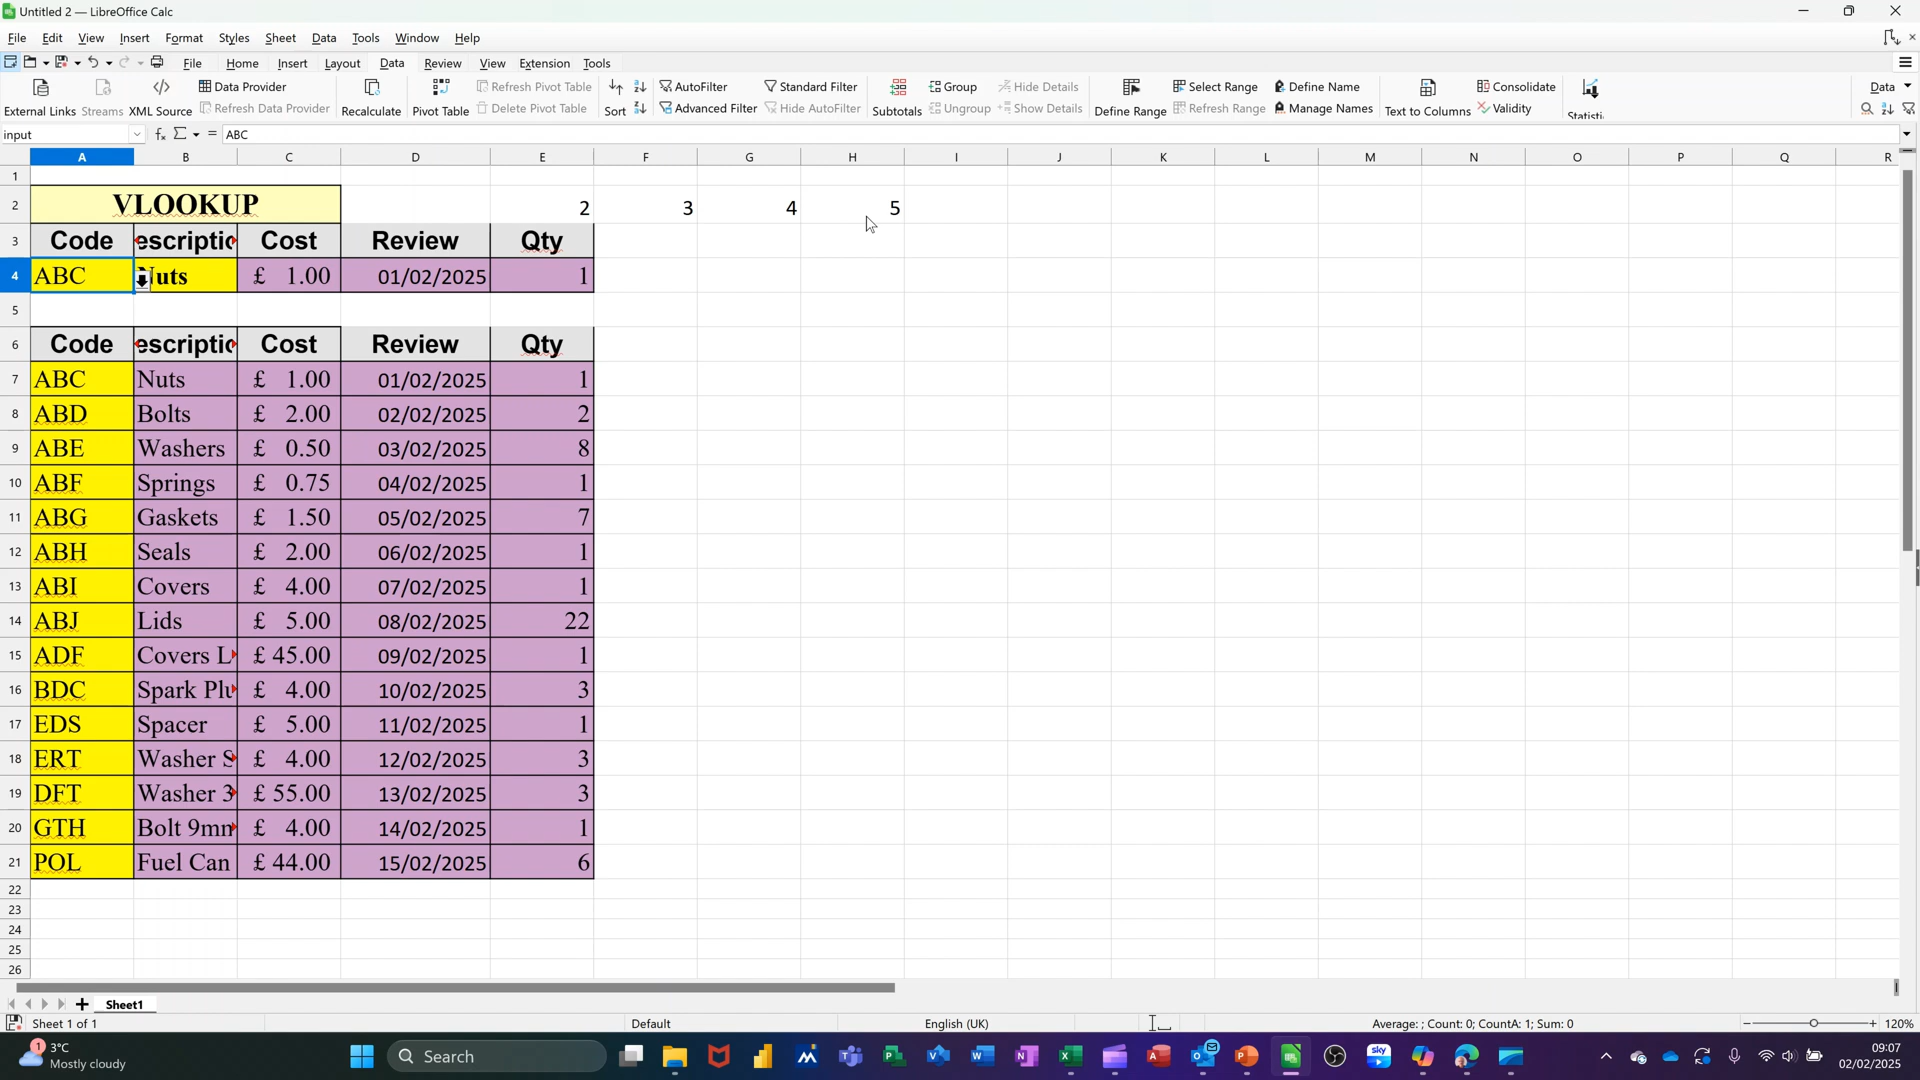 Untitled 2 — LibreOffice Calc
File Edit View Insert Format Styles Sheet Data Tools Window Help
File Home Insert Layout Data Review View Extension Tools
Data Provider Refresh Pivot Table AutoFilter Standard Filter Group Hide Details Select Range Define Name Consolidate Data
External Links Streams XML Source Refresh Data Provider Recalculate Pivot Table Delete Pivot Table Sort Advanced Filter Hide AutoFilter Subtotals Ungroup Show Details Define Range Refresh Range Manage Names Text to Columns Validity Statisti
input fx Σ = ABC
A B C D E F G H I J K L M N O P Q R
1
2 VLOOKUP 2 3 4 5
3 Code escriptio Cost Review Qty
4 ABC Nuts £ 1.00 01/02/2025 1
5
6 Code escriptio Cost Review Qty
7 ABC Nuts £ 1.00 01/02/2025 1
8 ABD Bolts £ 2.00 02/02/2025 2
9 ABE Washers £ 0.50 03/02/2025 8
10 ABF Springs £ 0.75 04/02/2025 1
11 ABG Gaskets £ 1.50 05/02/2025 7
12 ABH Seals £ 2.00 06/02/2025 1
13 ABI Covers £ 4.00 07/02/2025 1
14 ABJ Lids £ 5.00 08/02/2025 22
15 ADF Covers L £ 45.00 09/02/2025 1
16 BDC Spark Plu £ 4.00 10/02/2025 3
17 EDS Spacer £ 5.00 11/02/2025 1
18 ERT Washer S £ 4.00 12/02/2025 3
19 DFT Washer 3 £ 55.00 13/02/2025 3
20 GTH Bolt 9mm £ 4.00 14/02/2025 1
21 POL Fuel Can £ 44.00 15/02/2025 6
22
23
24
25
26
Sheet1
Sheet 1 of 1 Default English (UK) Average: ; Count: 0; CountA: 1; Sum: 0 120%
1 3°C
Mostly cloudy
Search
sky
09:07
02/02/2025